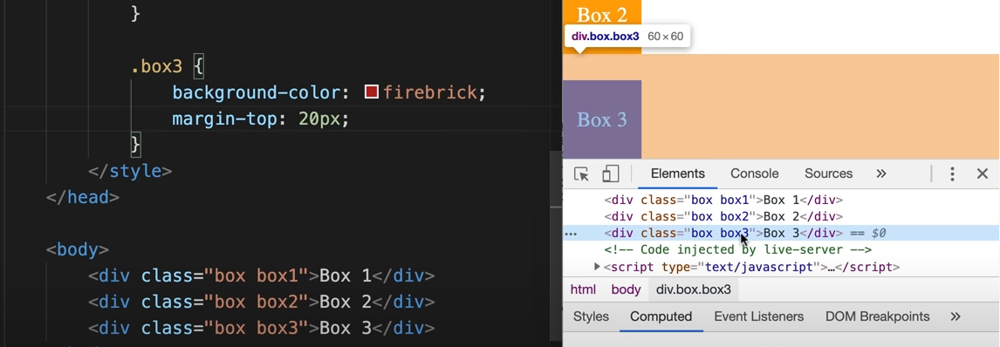 }
.box3 {
background-color: firebrick;
margin-top: 20px;
}
</style>
</head>
<body>
<div class="box box1">Box 1</div>
<div class="box box2">Box 2</div>
<div class="box box3">Box 3</div>
Box 2
div.box.box3 60×60
Box 3
Elements Console Sources »
<div class="box box1">Box 1</div>
<div class="box box2">Box 2</div>
… <div class="box box3">Box 3</div> == $0
<!-- Code injected by live-server -->
▶<script type="text/javascript">…</script>
html body div.box.box3
Styles Computed Event Listeners DOM Breakpoints »